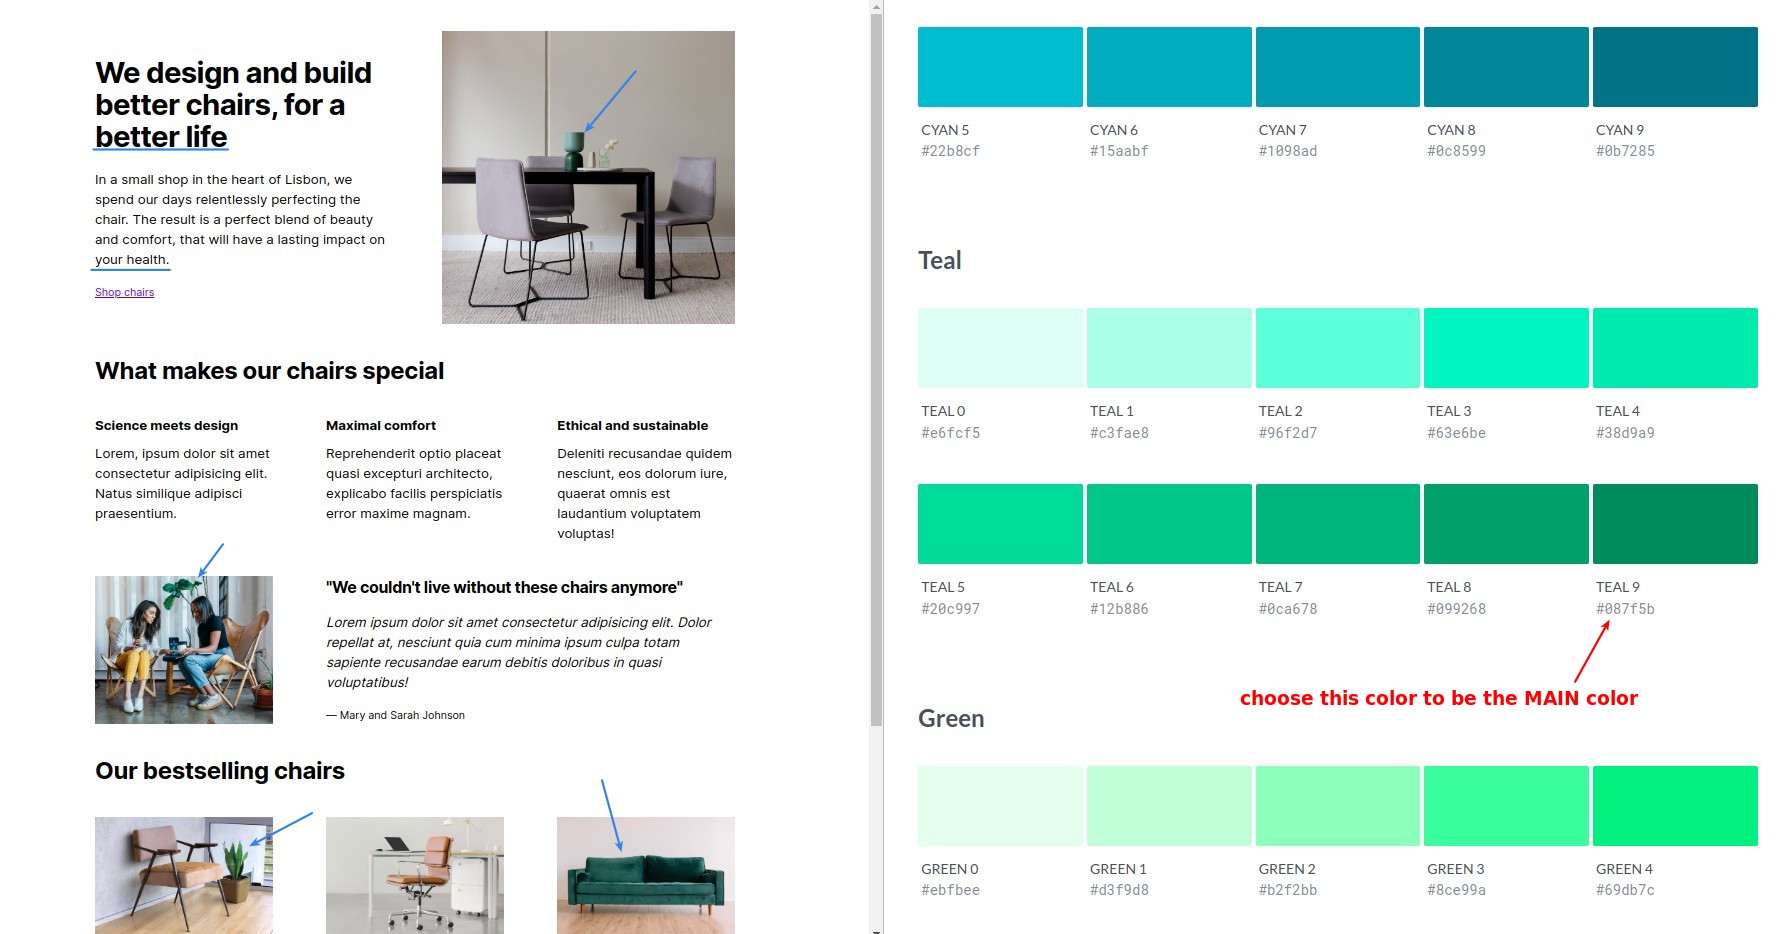 We design and build
better chairs, for a
better life
In a small shop in the heart of Lisbon, we
spend our days relentlessly perfecting the
chair. The result is a perfect blend of beauty
and comfort, that will have a lasting impact on
your health.
Shop chairs
What makes our chairs special
Science meets design
Lorem, ipsum dolor sit amet
consectetur adipisicing elit.
Natus similique adipisci
praesentium.
Maximal comfort
Reprehenderit optio placeat
quasi excepturi architecto,
explicabo facilis perspiciatis
error maxime magnam.
Ethical and sustainable
Deleniti recusandae quidem
nesciunt, eos dolorum iure,
quaerat omnis est
laudantium voluptatem
voluptas!
"We couldn't live without these chairs anymore"
Lorem ipsum dolor sit amet consectetur adipisicing elit. Dolor
repellat at, nesciunt quia cum minima ipsum culpa totam
sapiente recusandae earum debitis doloribus in quasi
voluptatibus!
— Mary and Sarah Johnson
Our bestselling chairs
CYAN 5
#22b8cf
CYAN 6
#15aabf
CYAN 7
#1098ad
CYAN 8
#0c8599
CYAN 9
#0b7285
Teal
TEAL 0
#e6fcf5
TEAL 1
#c3fae8
TEAL 2
#96f2d7
TEAL 3
#63e6be
TEAL 4
#38d9a9
TEAL 5
#20c997
TEAL 6
#12b886
TEAL 7
#0ca678
TEAL 8
#099268
TEAL 9
#087f5b
choose this color to be the MAIN color
Green
GREEN 0
#ebfbee
GREEN 1
#d3f9d8
GREEN 2
#b2f2bb
GREEN 3
#8ce99a
GREEN 4
#69db7c